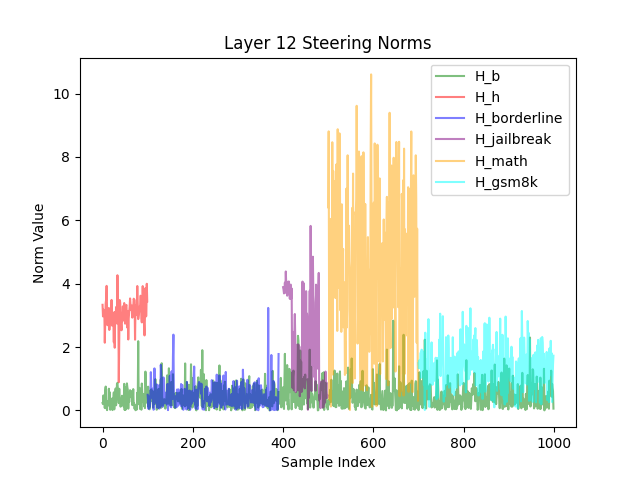 Layer 12 Steering Norms
Norm Value
10
8
6
4
2
0
0
200
400
600
800
1000
Sample Index
H_b
H_h
H_borderline
H_jailbreak
H_math
H_gsm8k